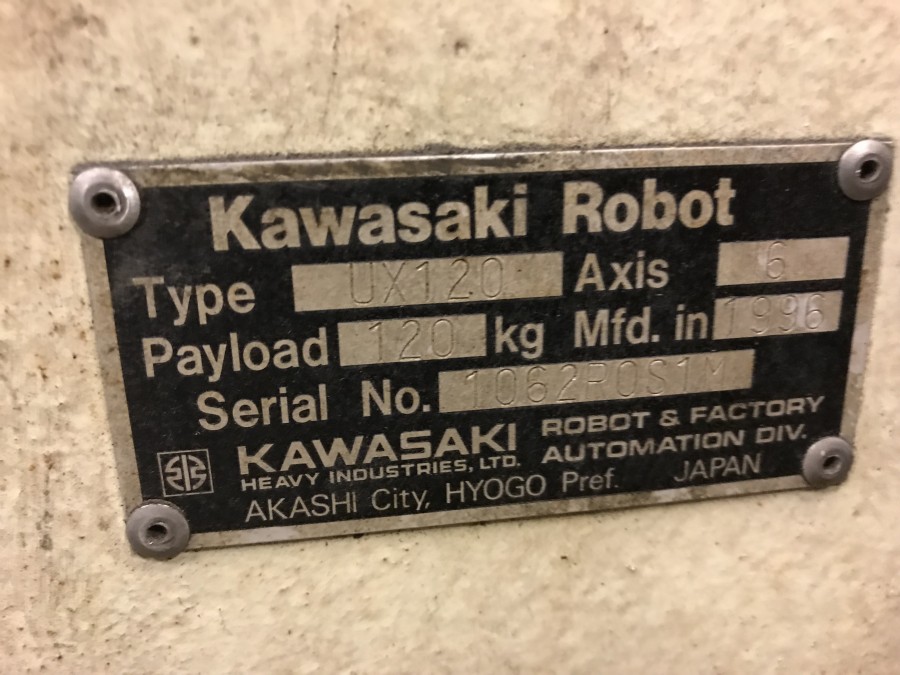 Kawasaki Robot
Type UX120 Axis 6
Payload 120 kg Mfd. in 1996
Serial No. 1062P0S1M
KAWASAKI ROBOT & FACTORY
HEAVY INDUSTRIES, LTD. AUTOMATION DIV.
AKASHI City, HYOGO Pref. JAPAN